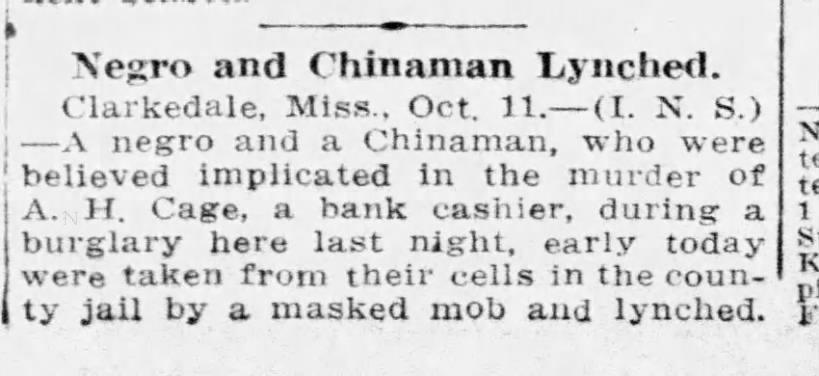 Negro and Chinaman Lynched.
Clarkedale, Miss., Oct. 11.—(I. N. S.)
—A negro and a Chinaman, who were
believed implicated in the murder of
A. H. Cage, a bank cashier, during a
burglary here last night, early today
were taken from their cells in the coun-
ty jail by a masked mob and lynched.